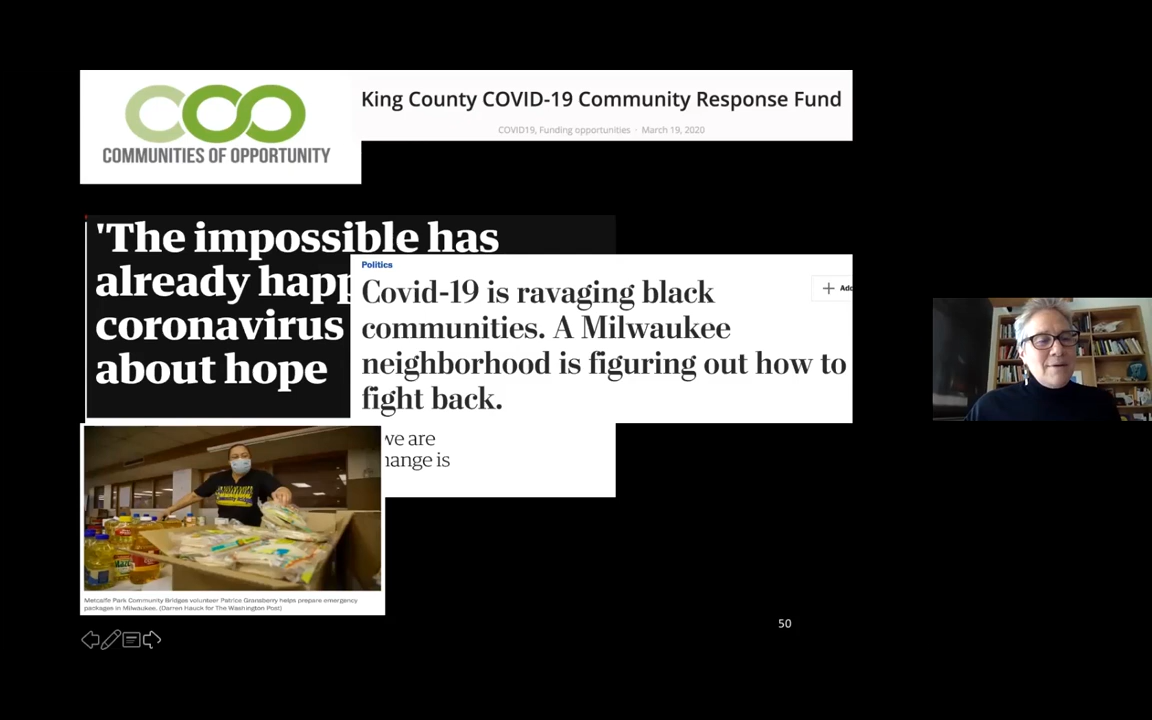 COO
COMMUNITIES OF OPPORTUNITY
King County COVID-19 Community Response Fund
COVID19, Funding opportunities · March 19, 2020
'The impossible has
already happ
coronavirus
about hope
Politics
Add
Covid-19 is ravaging black
communities. A Milwaukee
neighborhood is figuring out how to
fight back.
we are
hange is
Metcalfe Park Community Bridges volunteer Patrice Gransberry helps prepare emergency
packages in Milwaukee. (Darren Hauck for The Washington Post)
50